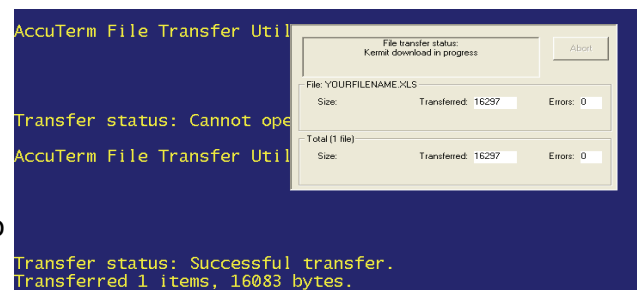 AccuTerm File Transfer Util
File transfer status:
Kermit download in progress
Abort
File: YOURFILENAME.XLS
Size: Transferred: 16297 Errors: 0
Transfer status: Cannot ope
Total (1 file)
AccuTerm File Transfer Util
Size: Transferred: 16297 Errors: 0
Transfer status: Successful transfer.
Transferred 1 items, 16083 bytes.